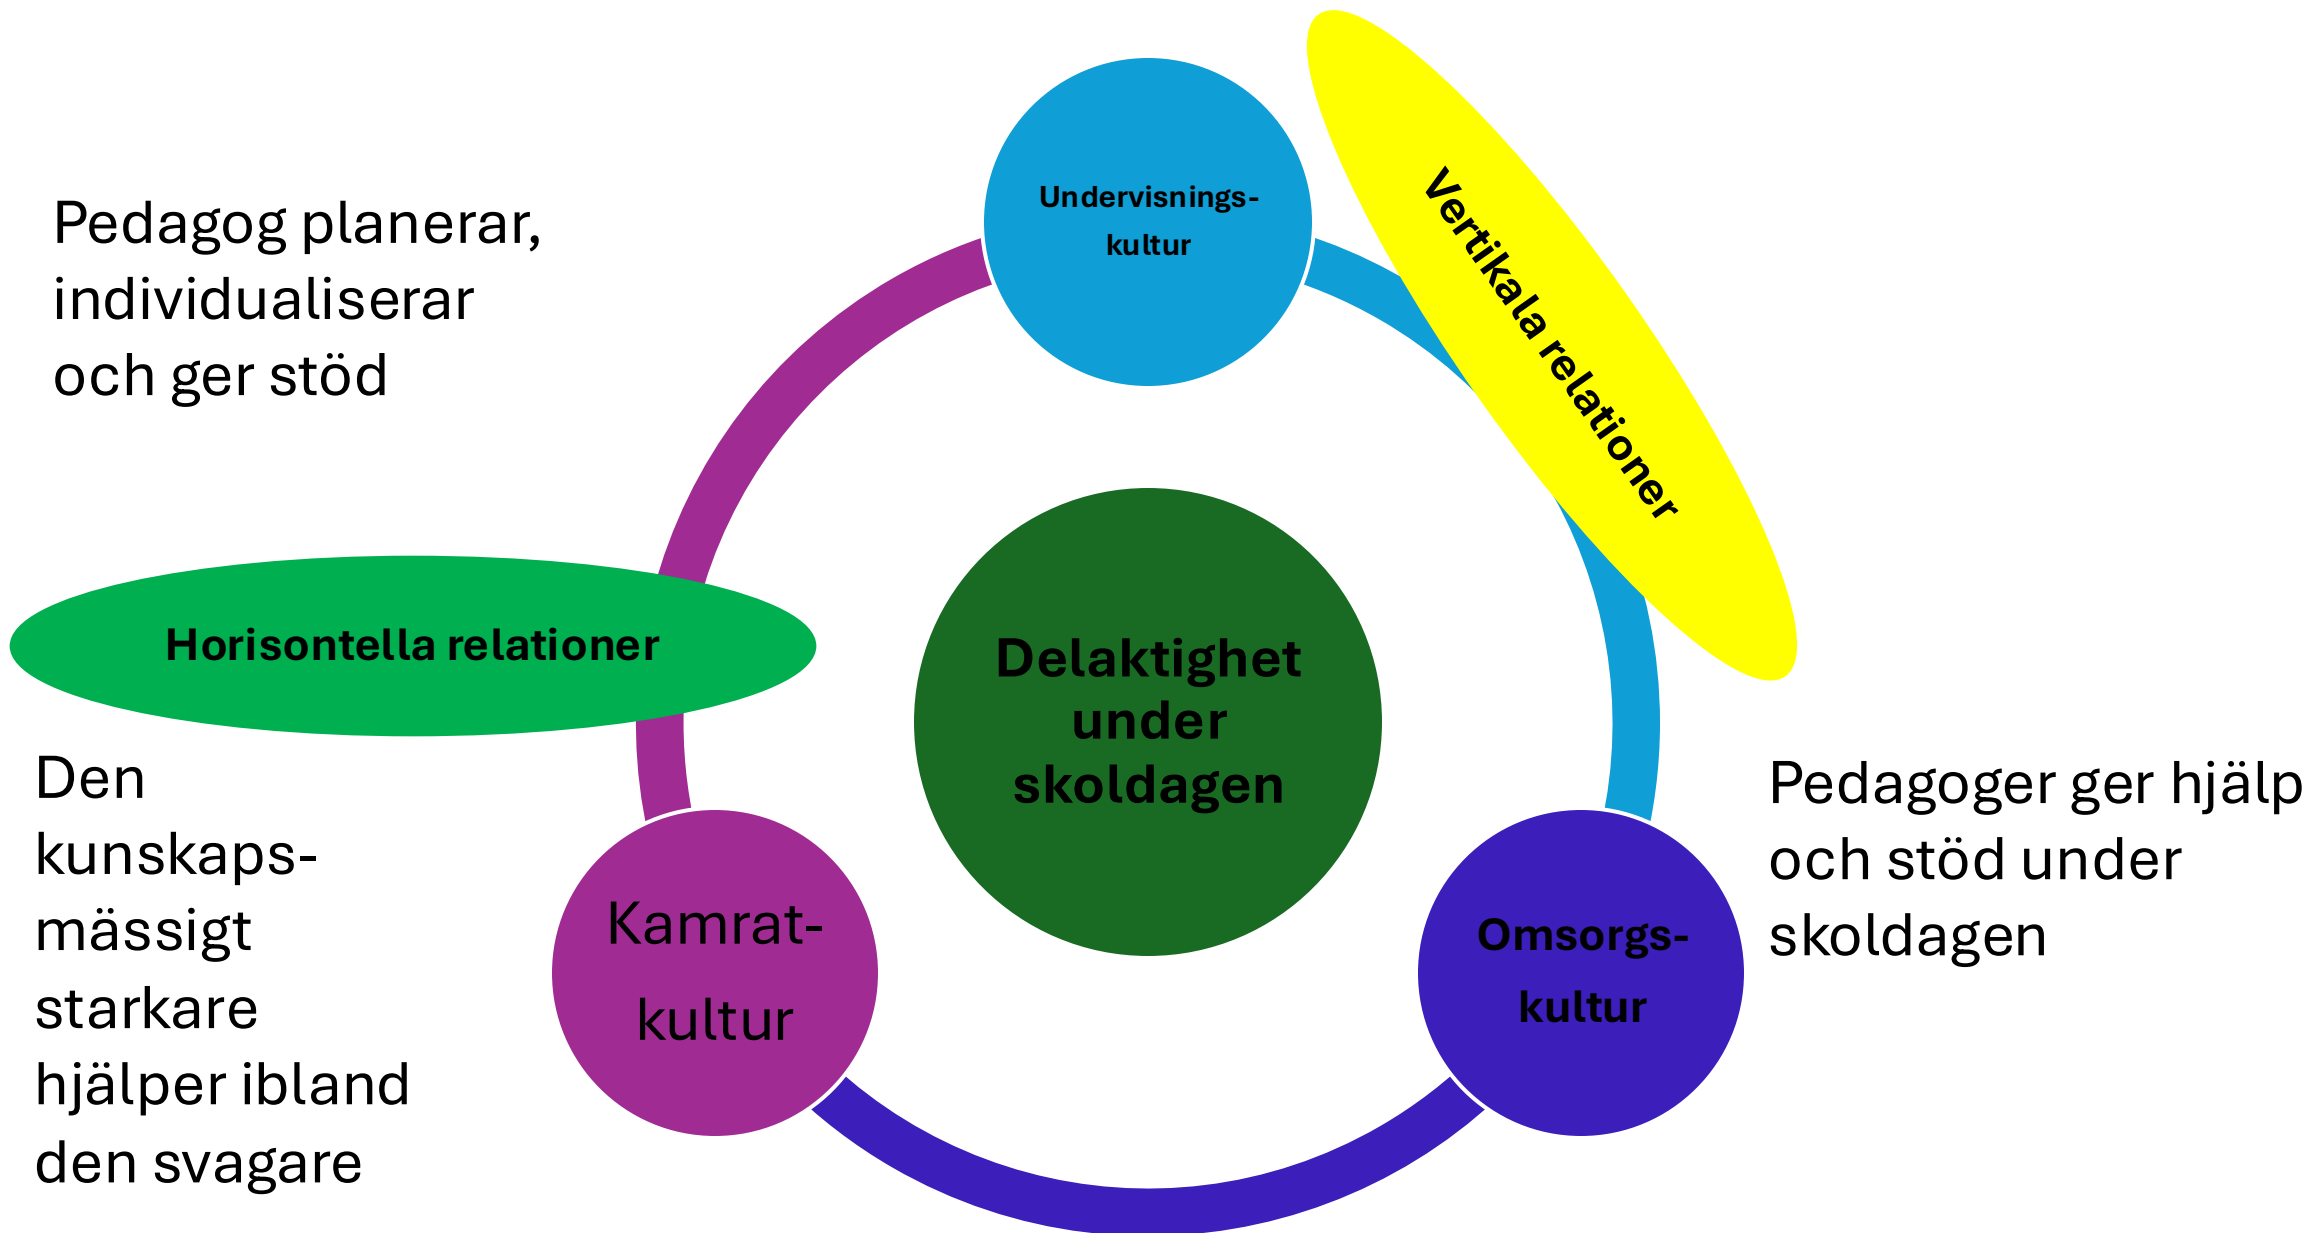 Undervisnings-
kultur
Vertikala relationer
Pedagog planerar,
individualiserar
och ger stöd
Horisontella relationer
Delaktighet
under
skoldagen
Den
kunskaps-
mässigt
starkare
hjälper ibland
den svagare
Kamrat-
kultur
Omsorgs-
kultur
Pedagoger ger hjälp
och stöd under
skoldagen